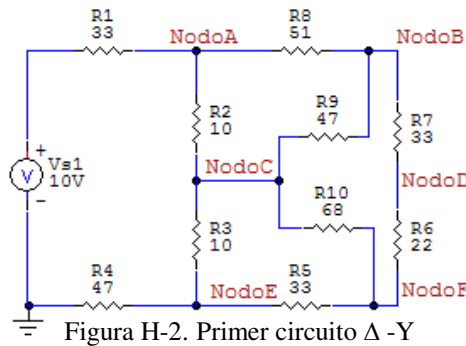 R1
33
NodoA
R8
51
NodoB
R9
47
R2
10
R7
33
Vs1
10V
+
V
-
NodoC
NodoD
R10
68
R3
10
R6
22
R4
47
NodoE
R5
33
NodoF
Figura H-2. Primer circuito Δ -Y